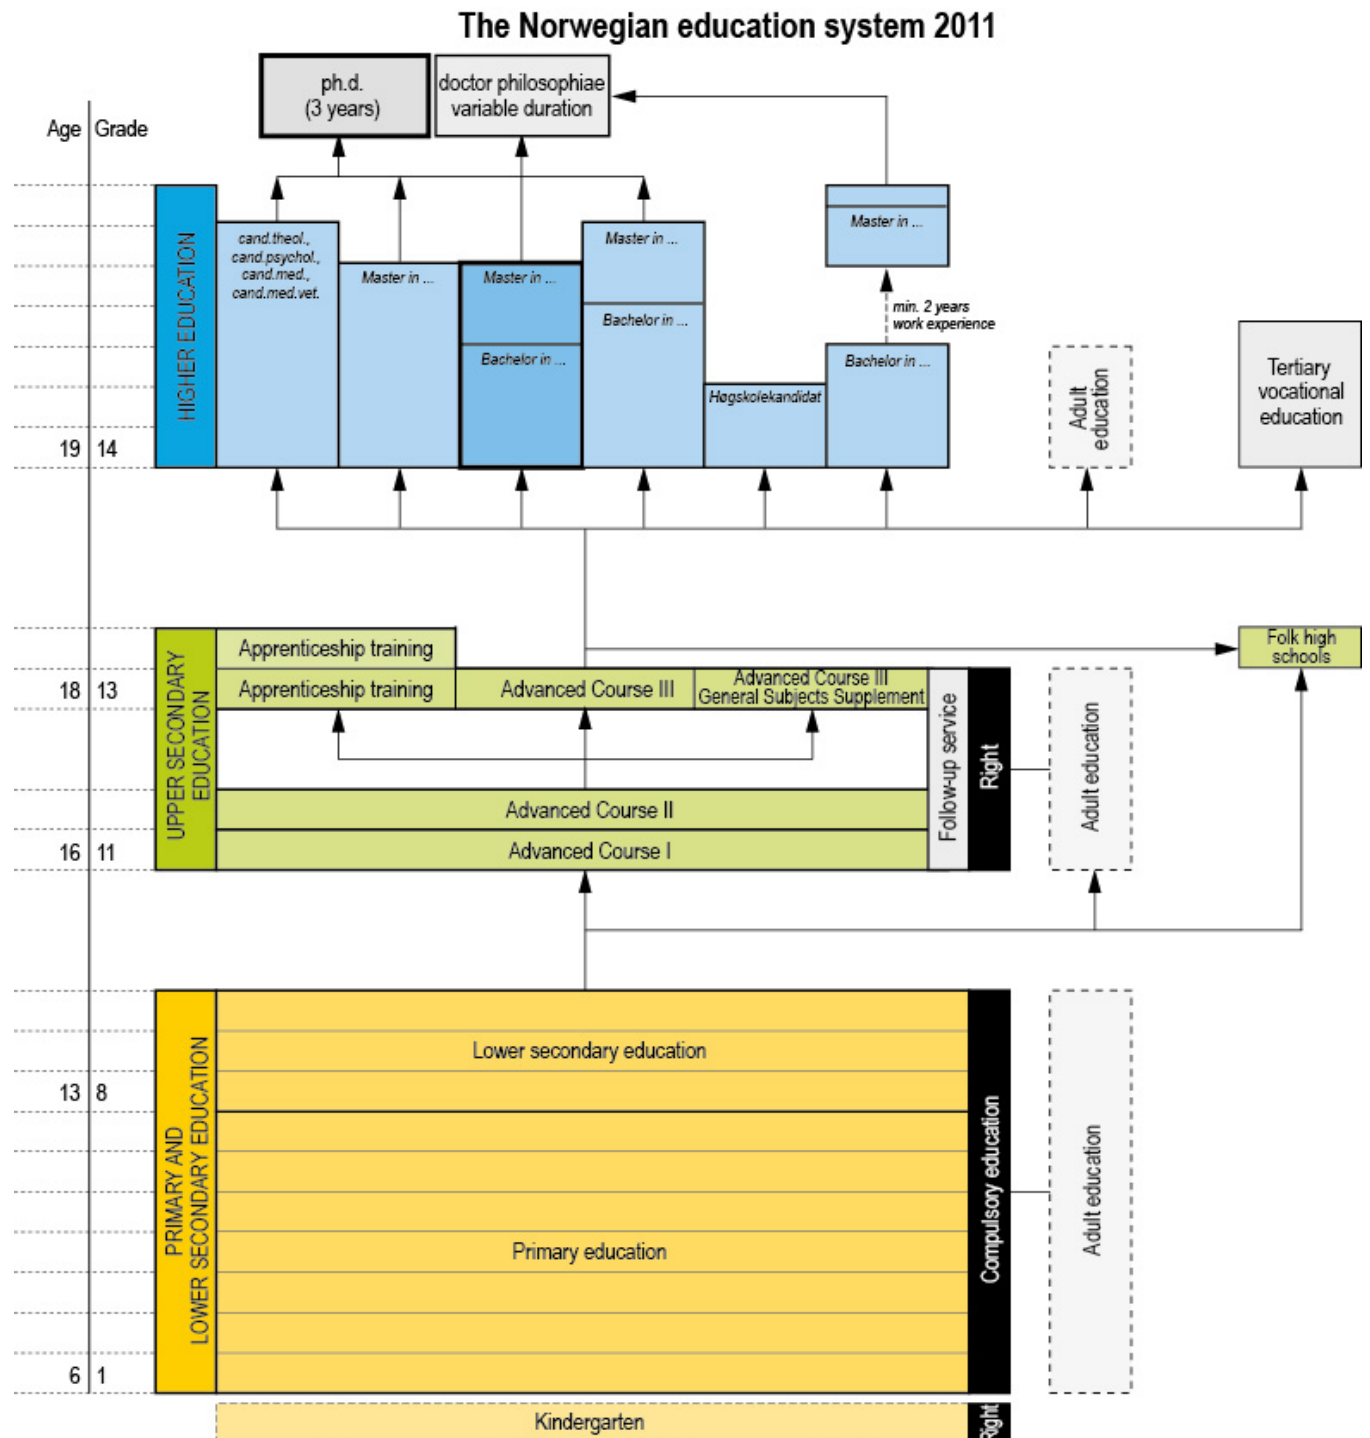 The Norwegian education system 2011
ph.d.
(3 years)
doctor philosophiae
variable duration
Age
Grade
HIGHER EDUCATION
cand.theol.,
cand.psychol.,
cand.med.,
cand.med.vet.
Master in ...
Master in ...
Bachelor in ...
Master in ...
Bachelor in ...
Høgskolekandidat
Master in ...
min. 2 years
work experience
Bachelor in ...
Adult
education
Tertiary
vocational
education
19
14
UPPER SECONDARY
EDUCATION
Apprenticeship training
Apprenticeship training
Advanced Course III
Advanced Course III
General Subjects Supplement
Folk high
schools
18
13
Follow-up service
Right
Adult education
Advanced Course II
Advanced Course I
16
11
PRIMARY AND
LOWER SECONDARY EDUCATION
Lower secondary education
13
8
Compulsory education
Adult education
Primary education
6
1
Kindergarten
Right